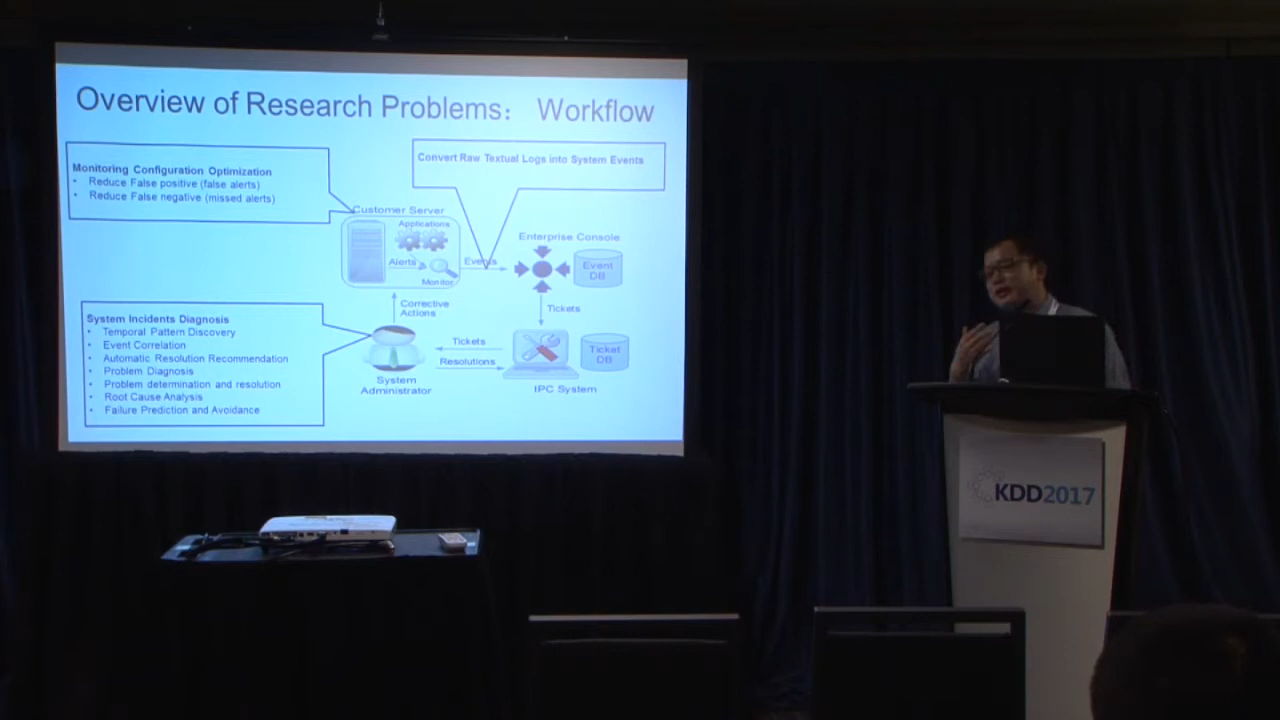 Overview of Research Problems: Workflow
Monitoring Configuration Optimization
• Reduce False positive (false alerts)
• Reduce False negative (missed alerts)
Convert Raw Textual Logs into System Events
Customer Server
Applications
Alerts
Monitor
Events
Enterprise Console
Event
DB
Corrective
Actions
Tickets
System Incidents Diagnosis
• Temporal Pattern Discovery
• Event Correlation
• Automatic Resolution Recommendation
• Problem Diagnosis
• Problem determination and resolution
• Root Cause Analysis
• Failure Prediction and Avoidance
Tickets
Resolutions
Ticket
DB
System
Administrator
IPC System
KDD2017